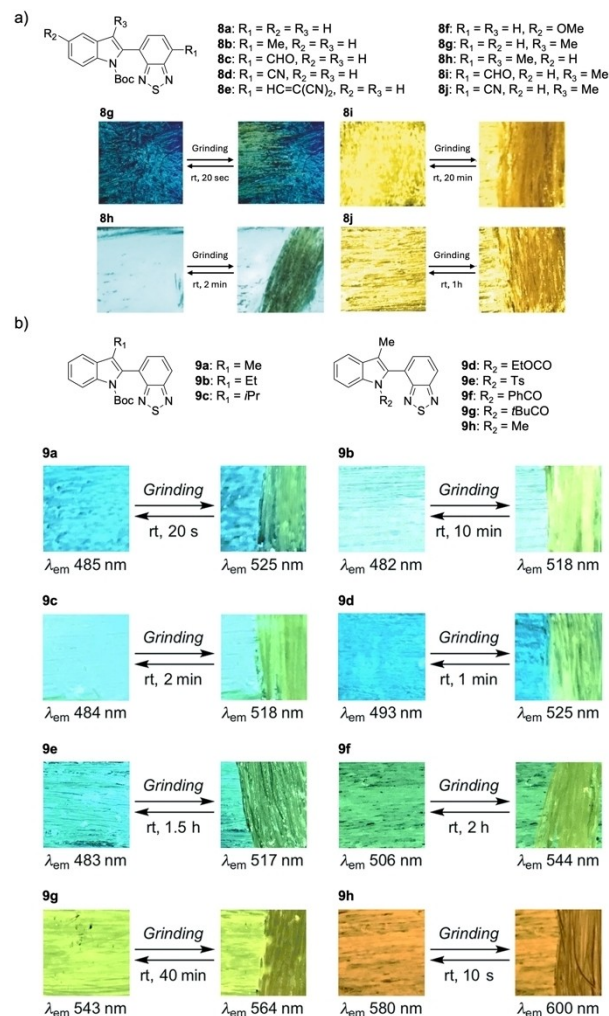 a)
R₂ R₃ R₁ N Boc N S N
8a: R₁ = R₂ = R₃ = H
8b: R₁ = Me, R₂ = R₃ = H
8c: R₁ = CHO, R₂ = R₃ = H
8d: R₁ = CN, R₂ = R₃ = H
8e: R₁ = HC=C(CN)₂, R₂ = R₃ = H
8f: R₁ = R₃ = H, R₂ = OMe
8g: R₁ = R₂ = H, R₃ = Me
8h: R₁ = R₃ = Me, R₂ = H
8i: R₁ = CHO, R₂ = H, R₃ = Me
8j: R₁ = CN, R₂ = H, R₃ = Me
8g
Grinding
rt, 20 sec
8i
Grinding
rt, 20 min
8h
Grinding
rt, 2 min
8j
Grinding
rt, 1h
b)
R₁ N Boc N S N
9a: R₁ = Me
9b: R₁ = Et
9c: R₁ = iPr
Me N R₂ N S N
9d: R₂ = EtOCO
9e: R₂ = Ts
9f: R₂ = PhCO
9g: R₂ = tBuCO
9h: R₂ = Me
9a
Grinding
rt, 20 s
λem 485 nm λem 525 nm
9b
Grinding
rt, 10 min
λem 482 nm λem 518 nm
9c
Grinding
rt, 2 min
λem 484 nm λem 518 nm
9d
Grinding
rt, 1 min
λem 493 nm λem 525 nm
9e
Grinding
rt, 1.5 h
λem 483 nm λem 517 nm
9f
Grinding
rt, 2 h
λem 506 nm λem 544 nm
9g
Grinding
rt, 40 min
λem 543 nm λem 564 nm
9h
Grinding
rt, 10 s
λem 580 nm λem 600 nm